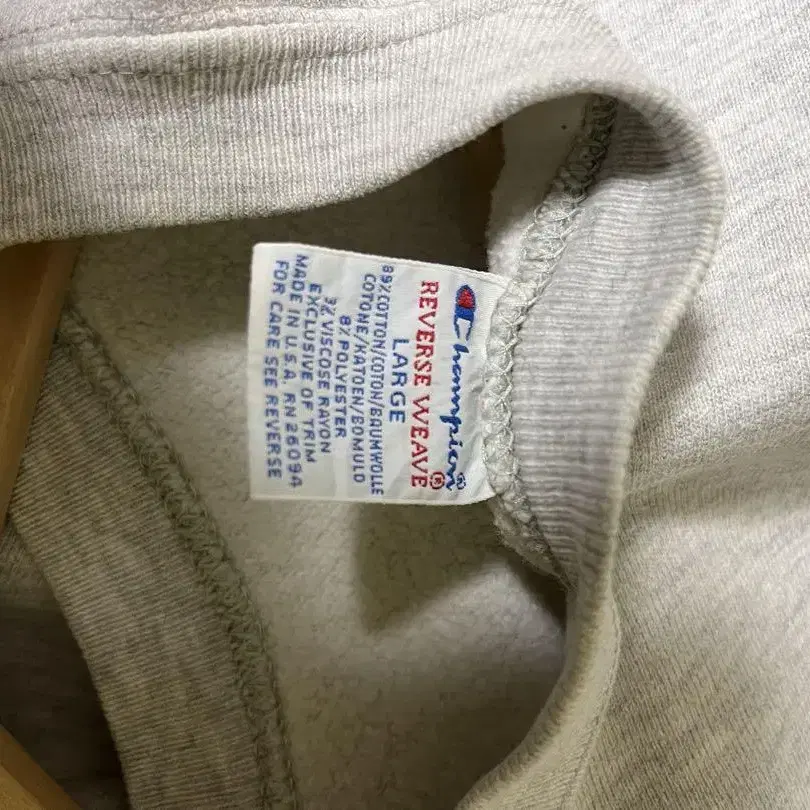 Champion®
REVERSE WEAVE®
LARGE
89%COTTON/COTON/BAUMWOLLE
COTONE/KATOEN/BOMULD
8% POLYESTER
3% VISCOSE RAYON
EXCLUSIVE OF TRIM
MADE IN U.S.A. RN 26094
FOR CARE SEE REVERSE